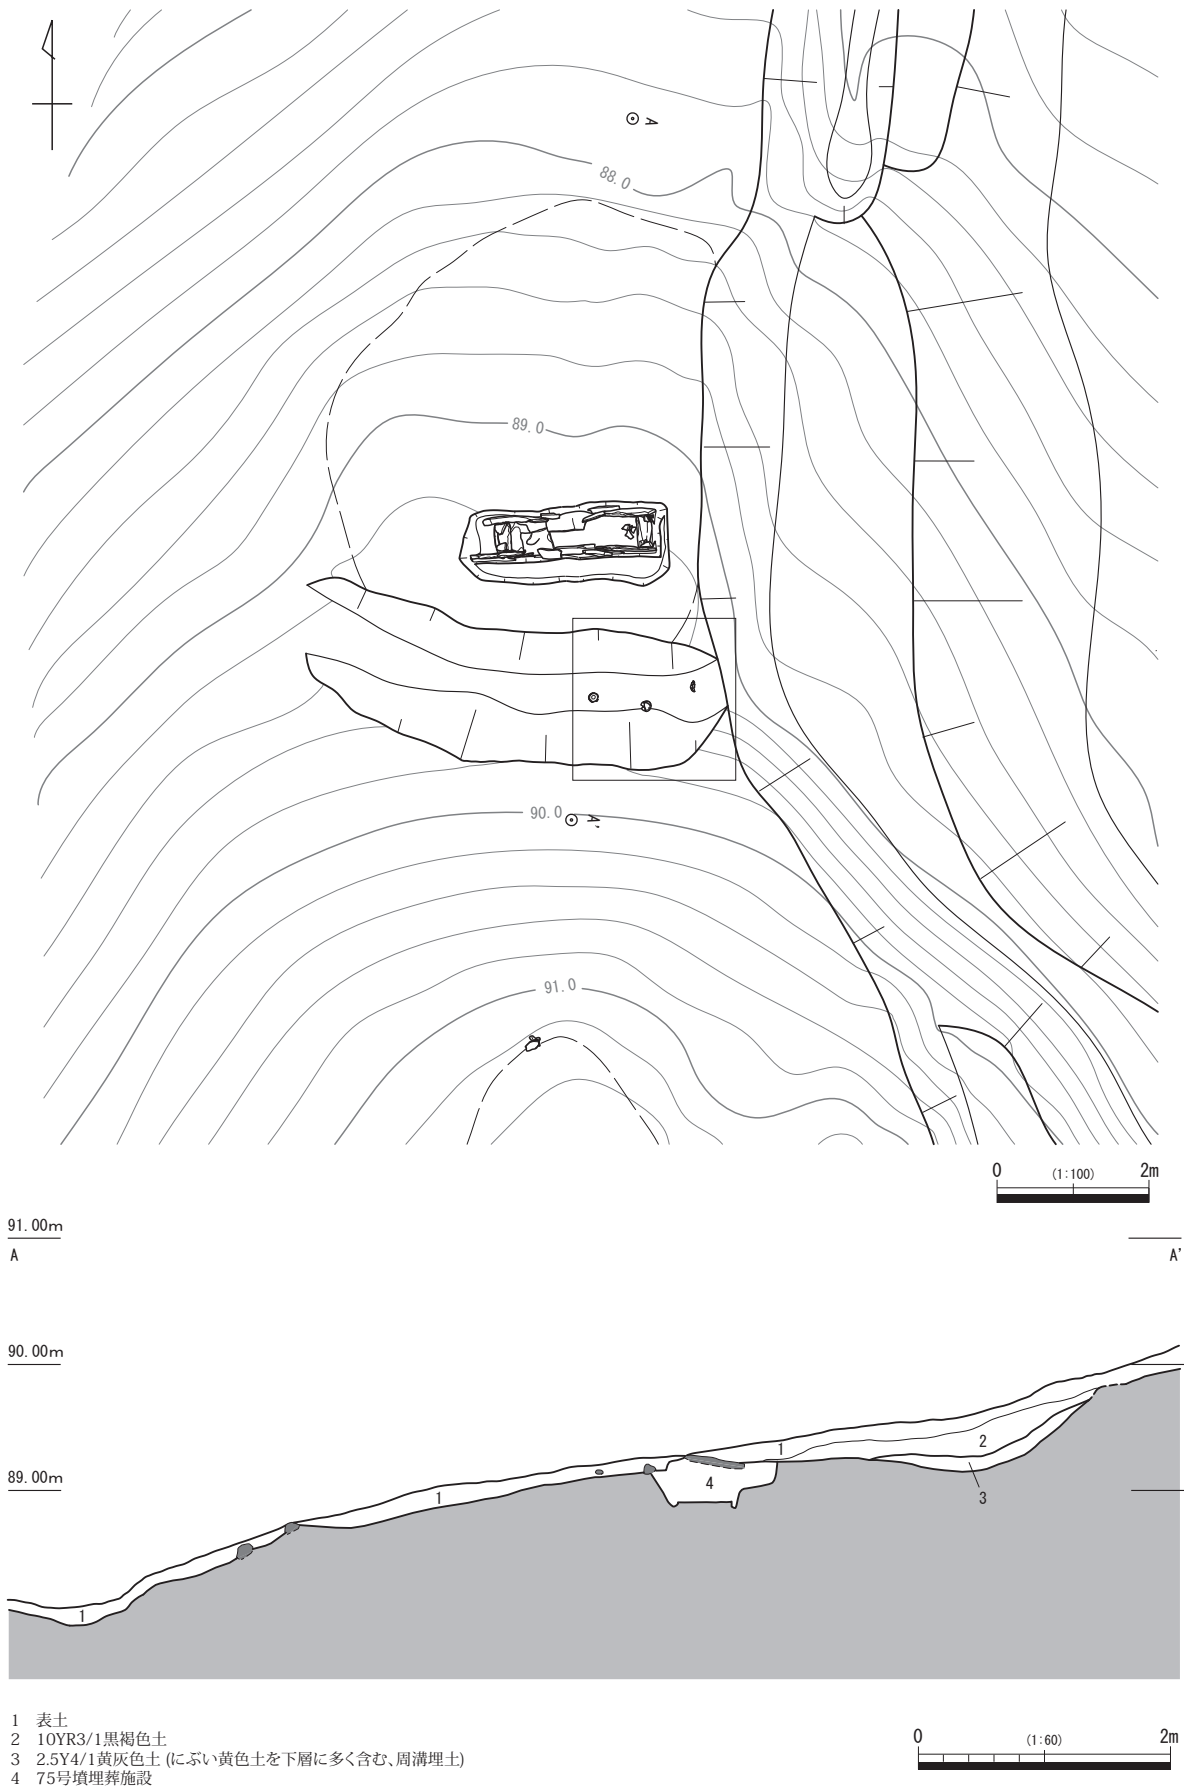 A
88.0
89.0
90.0
A'
91.0
0 (1:100) 2m
91.00m
A A'
90.00m
89.00m
1
2
4
1
3
1
1 表土
2 10YR3/1黒褐色土
3 2.5Y4/1黄灰色土 (にぶい黄色土を下層に多く含む、周溝埋土)
4 75号墳埋葬施設
0 (1:60) 2m